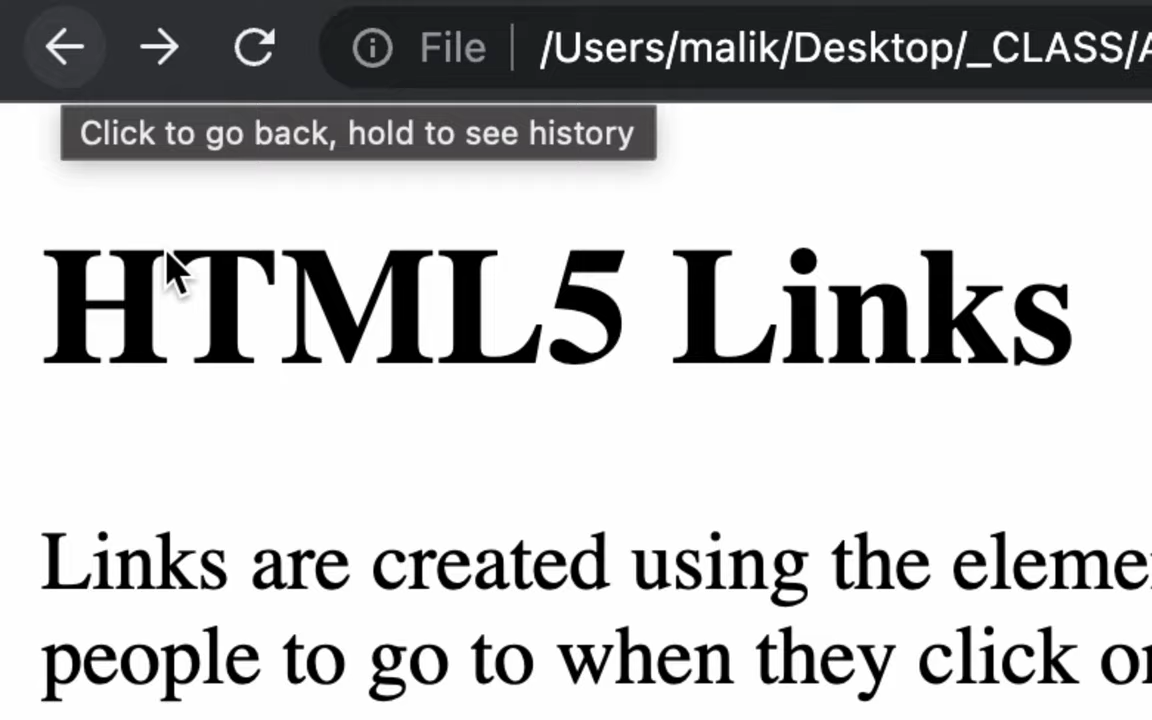 File | /Users/malik/Desktop/_CLASS/
Click to go back, hold to see history
HTML5 Links
Links are created using the
people to go to when they click